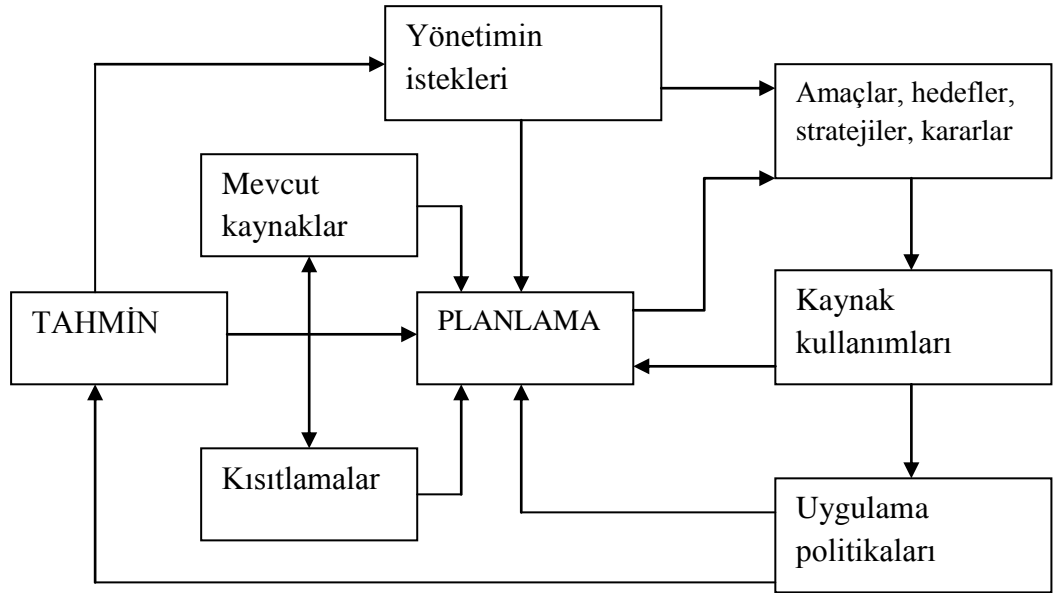 Yönetimin
istekleri
Amaçlar, hedefler,
stratejiler, kararlar
Mevcut
kaynaklar
TAHMİN
PLANLAMA
Kaynak
kullanımları
Kısıtlamalar
Uygulama
politikaları